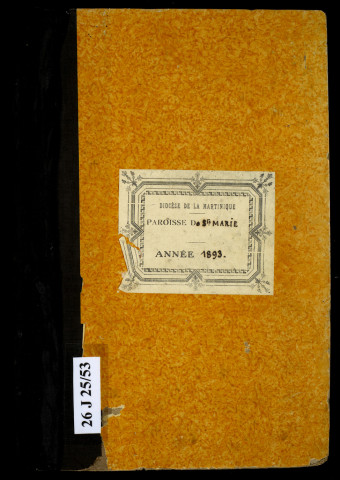 DIOCÈSE DE LA MARTINIQUE
PAROISSE De Ste MARIE
ANNÉE 1893.
26 J 25/53